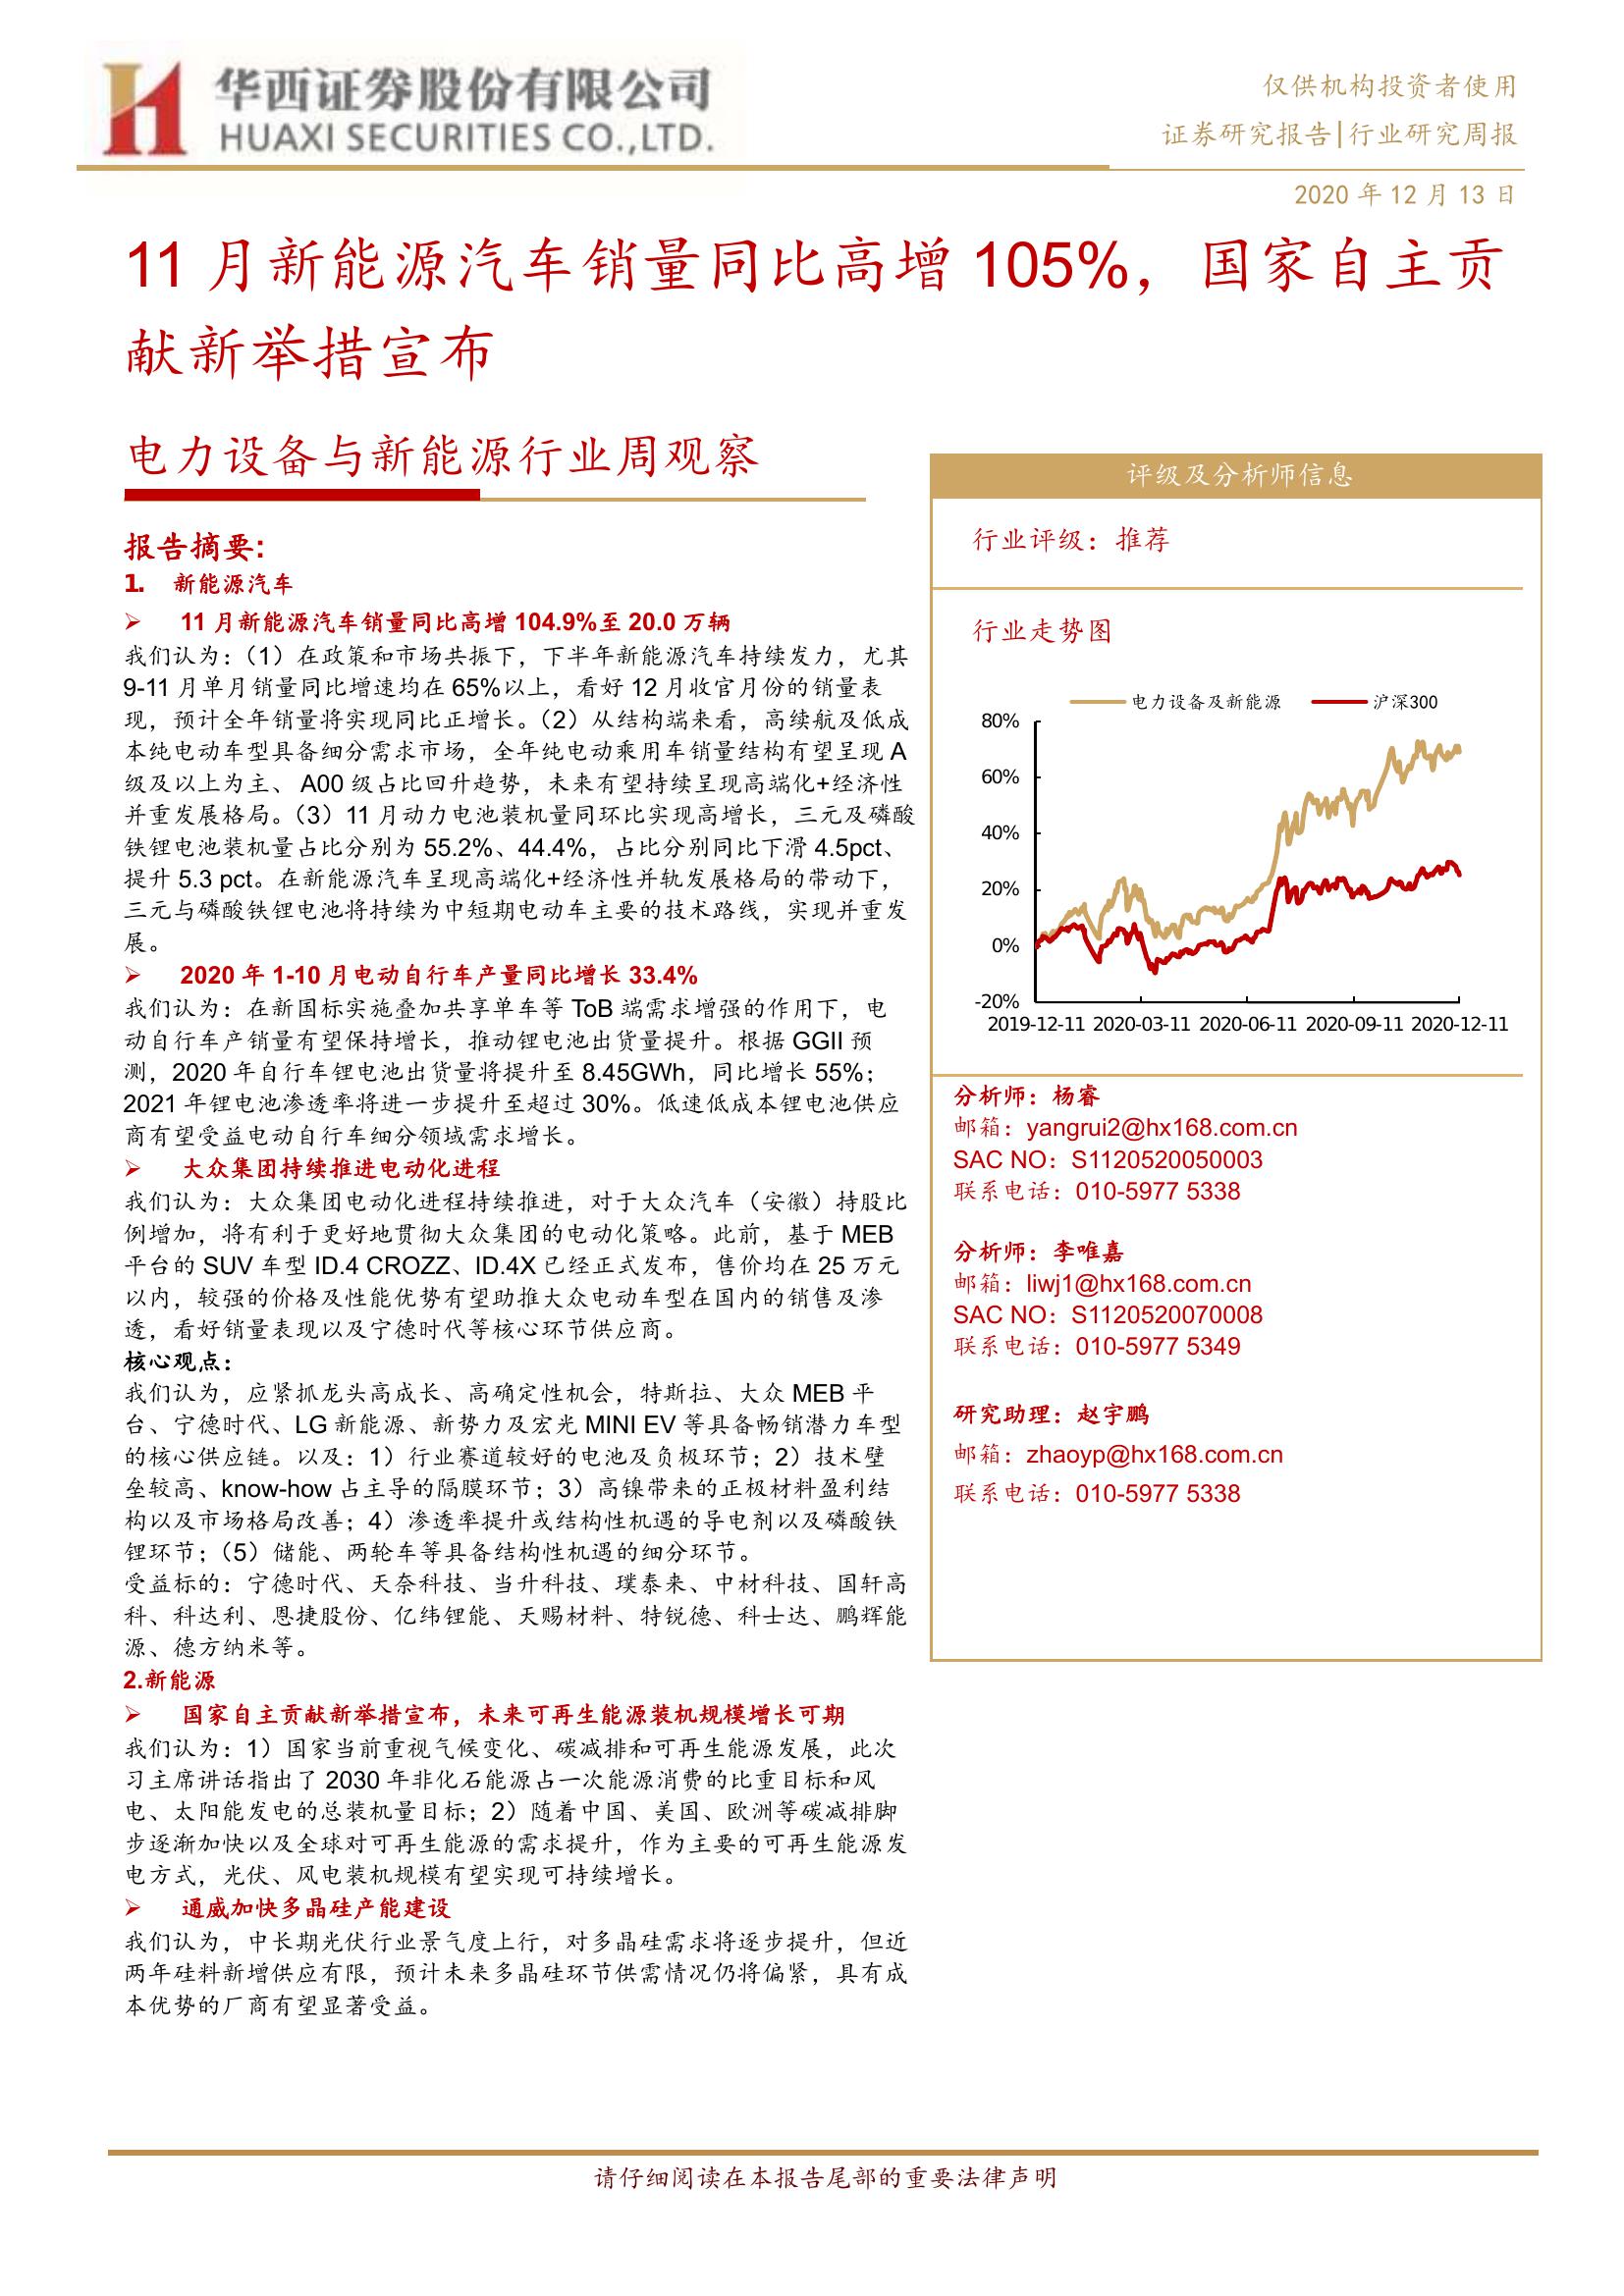 华西证券股份有限公司
HUAXI SECURITIES CO.,LTD.
仅供机构投资者使用
证券研究报告|行业研究周报
2020 年 12 月 13 日
11 月新能源汽车销量同比高增 105%，国家自主贡
献新举措宣布
电力设备与新能源行业周观察
报告摘要:
1. 新能源汽车
➢ 11 月新能源汽车销量同比高增 104.9%至 20.0 万辆
我们认为：（1）在政策和市场共振下，下半年新能源汽车持续发力，尤其
9-11 月单月销量同比增速均在 65%以上，看好 12 月收官月份的销量表
现，预计全年销量将实现同比正增长。（2）从结构端来看，高续航及低成
本纯电动车型具备细分需求市场，全年纯电动乘用车销量结构有望呈现 A
级及以上为主、 A00 级占比回升趋势，未来有望持续呈现高端化+经济性
并重发展格局。（3）11 月动力电池装机量同环比实现高增长，三元及磷酸
铁锂电池装机量占比分别为 55.2%、44.4%，占比分别同比下滑 4.5pct、
提升 5.3 pct。在新能源汽车呈现高端化+经济性并轨发展格局的带动下，
三元与磷酸铁锂电池将持续为中短期电动车主要的技术路线，实现并重发
展。
➢ 2020 年 1-10 月电动自行车产量同比增长 33.4%
我们认为：在新国标实施叠加共享单车等 ToB 端需求增强的作用下，电
动自行车产销量有望保持增长，推动锂电池出货量提升。根据 GGII 预
测，2020 年自行车锂电池出货量将提升至 8.45GWh，同比增长 55%；
2021 年锂电池渗透率将进一步提升至超过 30%。低速低成本锂电池供应
商有望受益电动自行车细分领域需求增长。
➢ 大众集团持续推进电动化进程
我们认为：大众集团电动化进程持续推进，对于大众汽车（安徽）持股比
例增加，将有利于更好地贯彻大众集团的电动化策略。此前，基于 MEB
平台的 SUV 车型 ID.4 CROZZ、ID.4X 已经正式发布，售价均在 25 万元
以内，较强的价格及性能优势有望助推大众电动车型在国内的销售及渗
透，看好销量表现以及宁德时代等核心环节供应商。
核心观点：
我们认为，应紧抓龙头高成长、高确定性机会，特斯拉、大众 MEB 平
台、宁德时代、LG 新能源、新势力及宏光 MINI EV 等具备畅销潜力车型
的核心供应链。以及：1）行业赛道较好的电池及负极环节；2）技术壁
垒较高、know-how 占主导的隔膜环节；3）高镍带来的正极材料盈利结
构以及市场格局改善；4）渗透率提升或结构性机遇的导电剂以及磷酸铁
锂环节；（5）储能、两轮车等具备结构性机遇的细分环节。
受益标的：宁德时代、天奈科技、当升科技、璞泰来、中材科技、国轩高
科、科达利、恩捷股份、亿纬锂能、天赐材料、特锐德、科士达、鹏辉能
源、德方纳米等。
2.新能源
➢ 国家自主贡献新举措宣布，未来可再生能源装机规模增长可期
我们认为：1）国家当前重视气候变化、碳减排和可再生能源发展，此次
习主席讲话指出了 2030 年非化石能源占一次能源消费的比重目标和风
电、太阳能发电的总装机量目标；2）随着中国、美国、欧洲等碳减排脚
步逐渐加快以及全球对可再生能源的需求提升，作为主要的可再生能源发
电方式，光伏、风电装机规模有望实现可持续增长。
➢ 通威加快多晶硅产能建设
我们认为，中长期光伏行业景气度上行，对多晶硅需求将逐步提升，但近
两年硅料新增供应有限，预计未来多晶硅环节供需情况仍将偏紧，具有成
本优势的厂商有望显著受益。
评级及分析师信息
行业评级：推荐
行业走势图
电力设备及新能源 沪深300
80%
60%
40%
20%
0%
-20%
2019-12-11 2020-03-11 2020-06-11 2020-09-11 2020-12-11
分析师：杨睿
邮箱：yangrui2@hx168.com.cn
SAC NO：S1120520050003
联系电话：010-5977 5338
分析师：李唯嘉
邮箱：liwj1@hx168.com.cn
SAC NO：S1120520070008
联系电话：010-5977 5349
研究助理：赵宇鹏
邮箱：zhaoyp@hx168.com.cn
联系电话：010-5977 5338
请仔细阅读在本报告尾部的重要法律声明